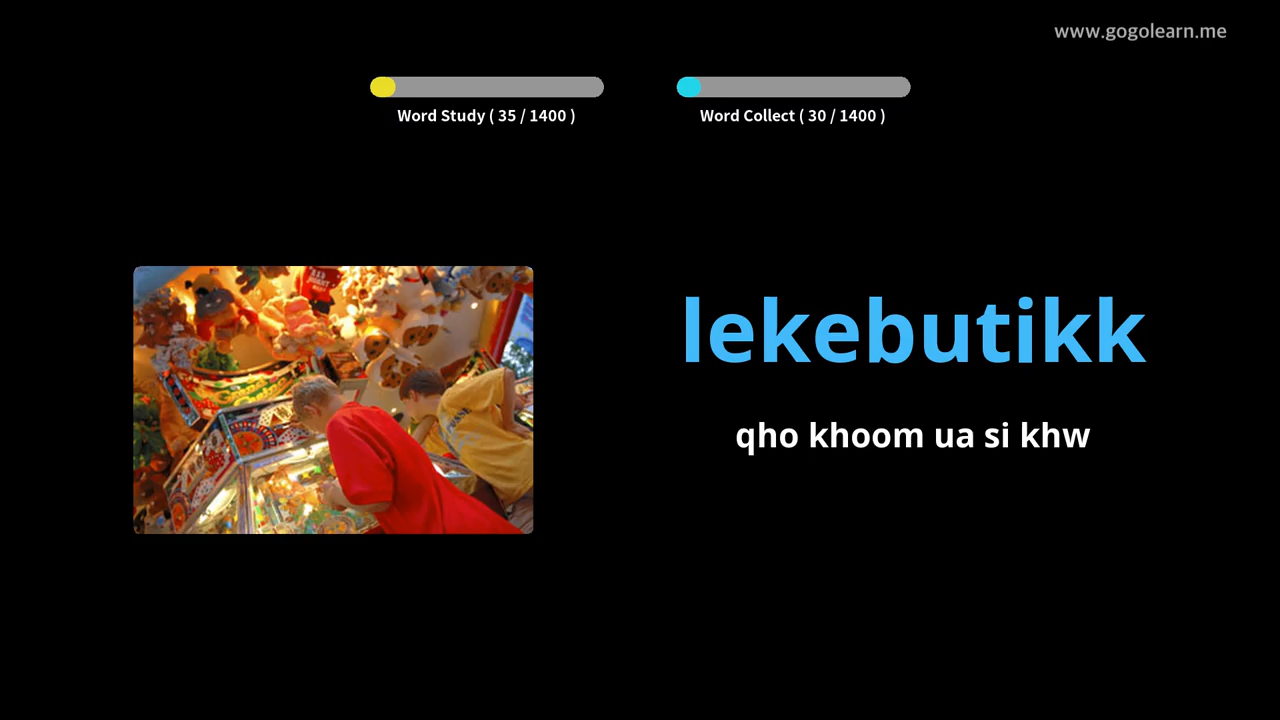 www.gogolearn.me
Word Study ( 35 / 1400 )
Word Collect ( 30 / 1400 )
lekebutikk
qho khoom ua si khw